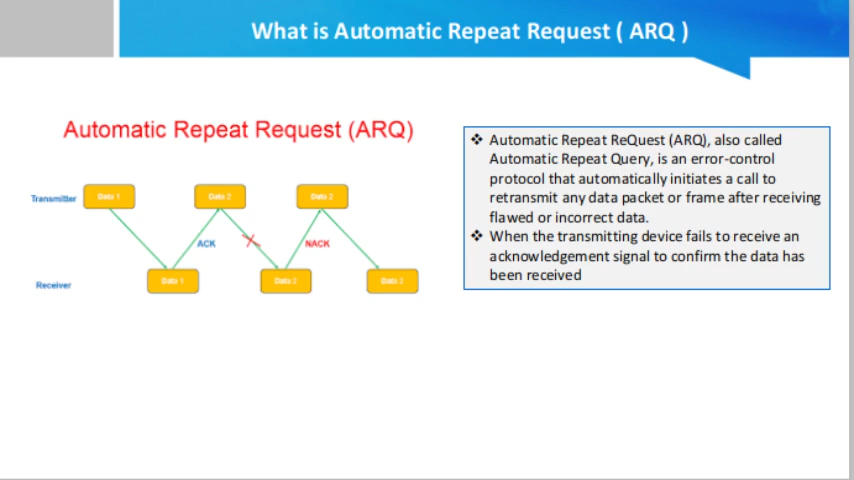 What is Automatic Repeat Request ( ARQ )
Automatic Repeat Request (ARQ)
Transmitter
Data 1
Data 2
Data 2
ACK
NACK
Receiver
Data 1
Data 2
❖ Automatic Repeat ReQuest (ARQ), also called
Automatic Repeat Query, is an error-control
protocol that automatically initiates a call to
retransmit any data packet or frame after receiving
flawed or incorrect data.
❖ When the transmitting device fails to receive an
acknowledgement signal to confirm the data has
been received